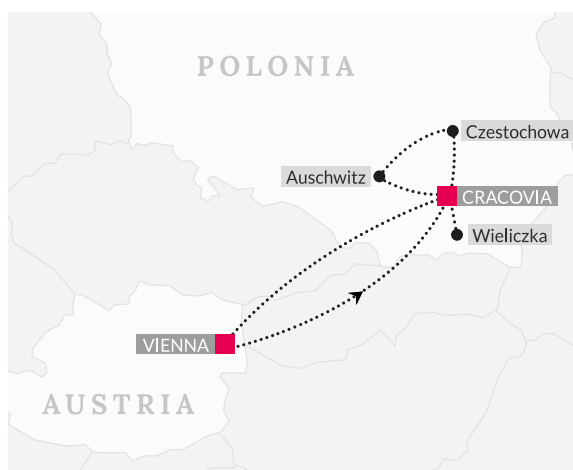 POLONIA
Czestochowa
Auschwitz
CRACOVIA
Wieliczka
VIENNA
AUSTRIA